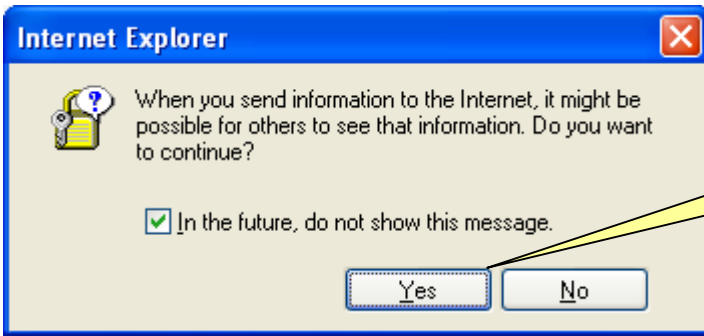 Internet Explorer
When you send information to the Internet, it might be
possible for others to see that information. Do you want
to continue?
In the future, do not show this message.
Yes
No